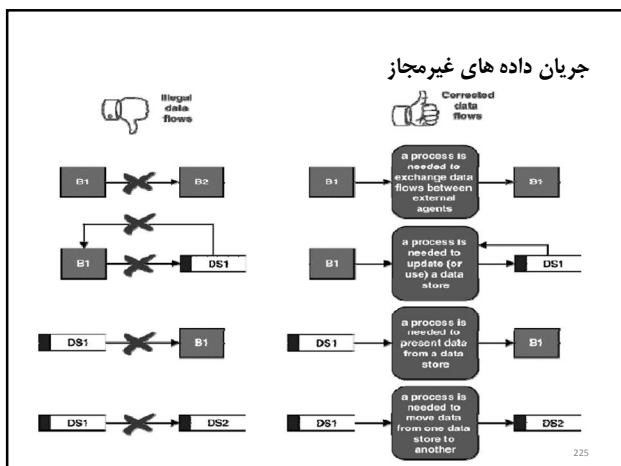 جریان داده های غیرمجاز
Illegal
data
flows
Corrected
data
flows
B1
B2
B1
a process is
needed to
exchange data
flows between
external
agents
B1
B1
DS1
B1
a process is
needed to
update (or
use) a data
store
DS1
DS1
B1
DS1
a process is
needed to
present data
from a data
store
B1
DS1
DS2
DS1
a process is
needed to
move data
from one data
store to
another
DS2
225